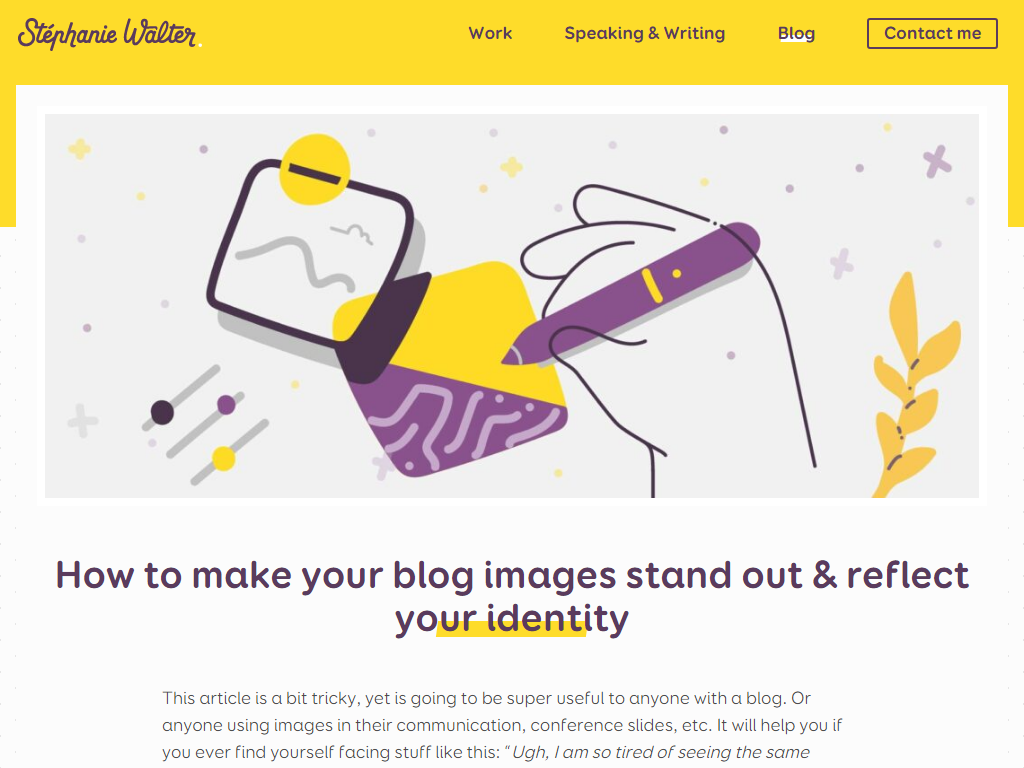 Stéphanie Walter.
Work
Speaking & Writing
Blog
Contact me
How to make your blog images stand out & reflect
your identity
This article is a bit tricky, yet is going to be super useful to anyone with a blog. Or
anyone using images in their communication, conference slides, etc. It will help you if
you ever find yourself facing stuff like this: “Ugh, I am so tired of seeing the same